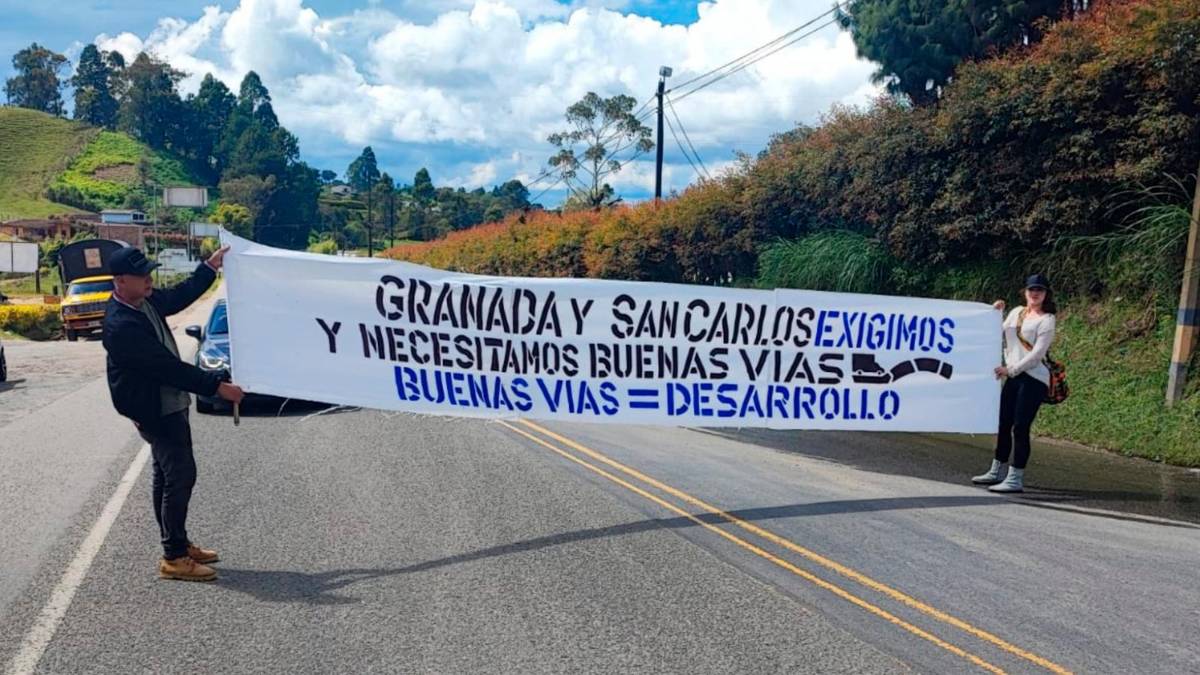 GRANADA Y SAN CARLOS EXIGIMOS
Y NECESITAMOS BUENAS VIAS
BUENAS VIAS = DESARROLLO